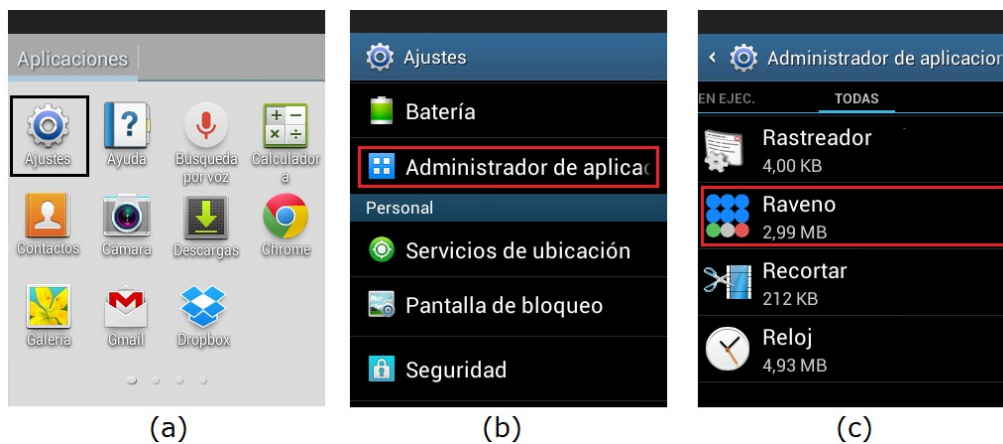 Aplicaciones
Ajustes
Ayuda
Búsqueda por voz
Calculadora
Contactos
Cámara
Descargas
Chrome
Galería
Gmail
Dropbox
(a)
Ajustes
Batería
Administrador de aplicac
Personal
Servicios de ubicación
Pantalla de bloqueo
Seguridad
(b)
Administrador de aplicacion
EN EJEC.
TODAS
Rastreador
4,00 KB
Raveno
2,99 MB
Recortar
212 KB
Reloj
4,93 MB
(c)